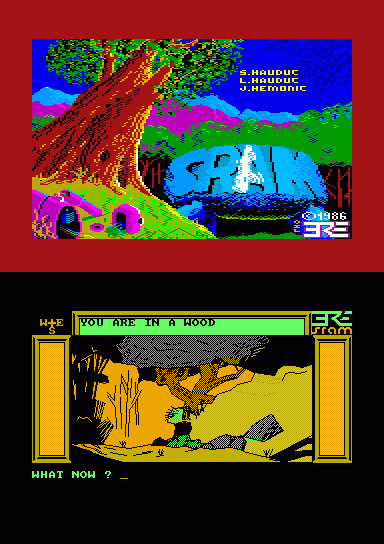 S.HAUDUC
L.HAUDUC
J.HEMONIC
SRAM
©1986
ERE
YOU ARE IN A WOOD
W E
S
ERE
sram
WHAT NOW ? _